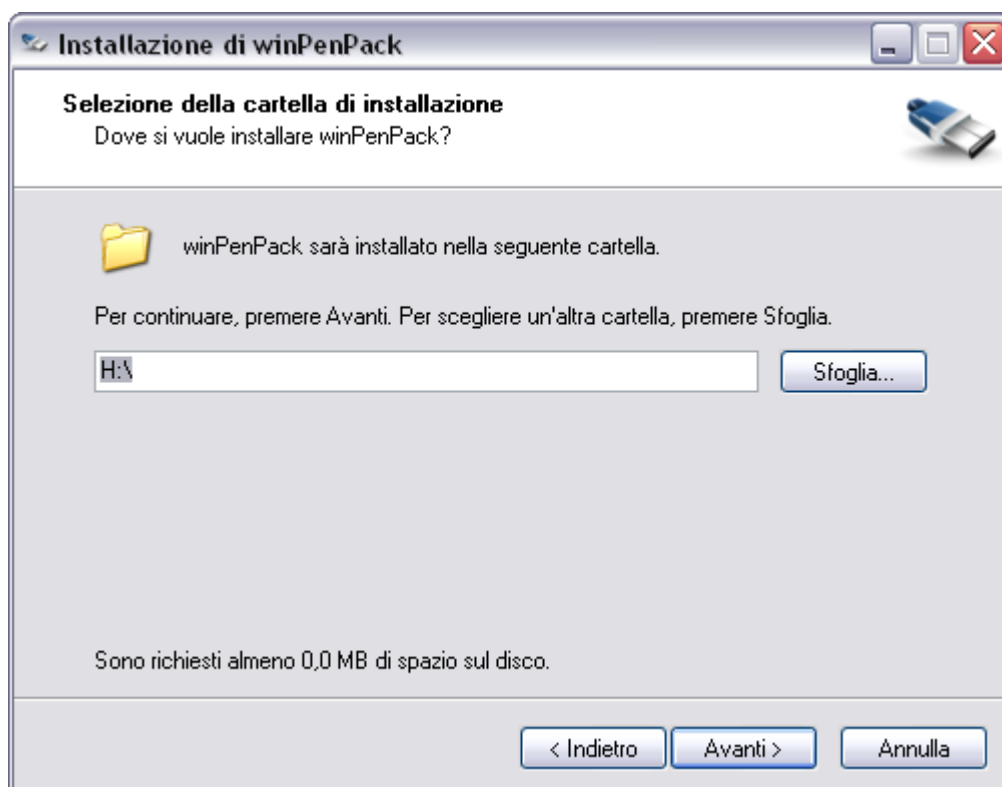 Installazione di winPenPack
Selezione della cartella di installazione
Dove si vuole installare winPenPack?
winPenPack sarà installato nella seguente cartella.
Per continuare, premere Avanti. Per scegliere un'altra cartella, premere Sfoglia.
H:\
Sfoglia...
Sono richiesti almeno 0,0 MB di spazio sul disco.
< Indietro
Avanti >
Annulla